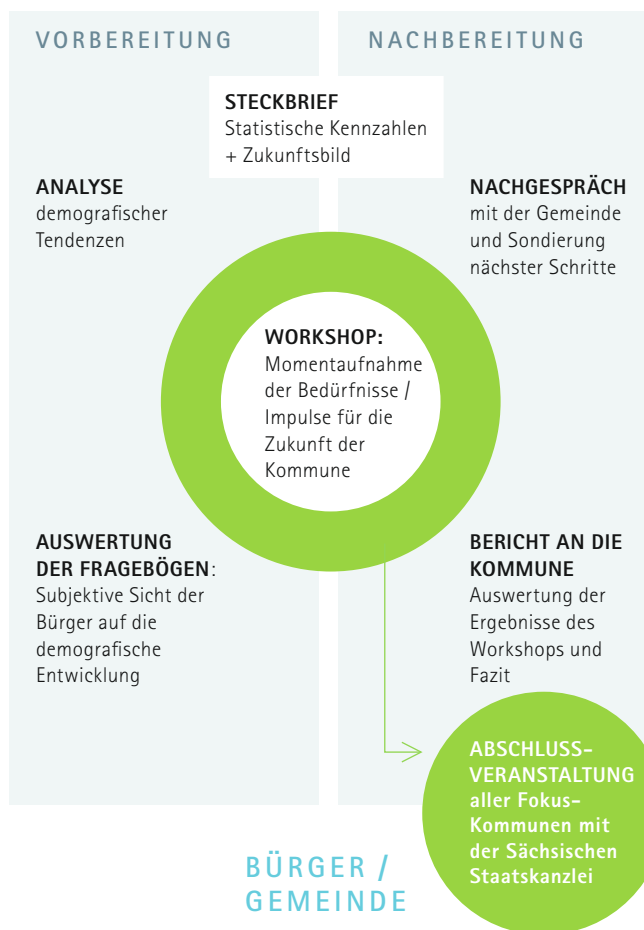 VORBEREITUNG
NACHBEREITUNG
STECKBRIEF
Statistische Kennzahlen
+ Zukunftsbild
ANALYSE
demografischer
Tendenzen
NACHGESPRÄCH
mit der Gemeinde
und Sondierung
nächster Schritte
WORKSHOP:
Momentaufnahme
der Bedürfnisse /
Impulse für die
Zukunft der
Kommune
AUSWERTUNG
DER FRAGEBÖGEN:
Subjektive Sicht der
Bürger auf die
demografische
Entwicklung
BERICHT AN DIE
KOMMUNE
Auswertung der
Ergebnisse des
Workshops und
Fazit
ABSCHLUSS-
VERANSTALTUNG
aller Fokus-
Kommunen mit
der Sächsischen
Staatskanzlei
BÜRGER /
GEMEINDE